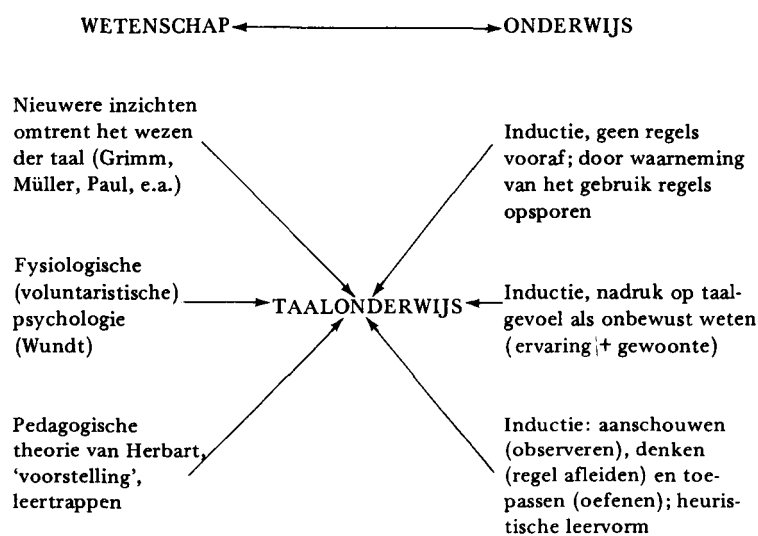 WETENSCHAP ONDERWIJS
Nieuwere inzichten
omtrent het wezen
der taal (Grimm,
Müller, Paul, e.a.)
Inductie, geen regels
vooraf; door waarneming
van het gebruik regels
opsporen
Fysiologische
(voluntaristische)
psychologie
(Wundt)
TAALONDERWIJS
Inductie, nadruk op taal-
gevoel als onbewust weten
(ervaring + gewoonte)
Pedagogische
theorie van Herbart,
‘voorstelling’,
leertrappen
Inductie: aanschouwen
(observeren), denken
(regel afleiden) en toe-
passen (oefenen); heuris-
tische leervorm